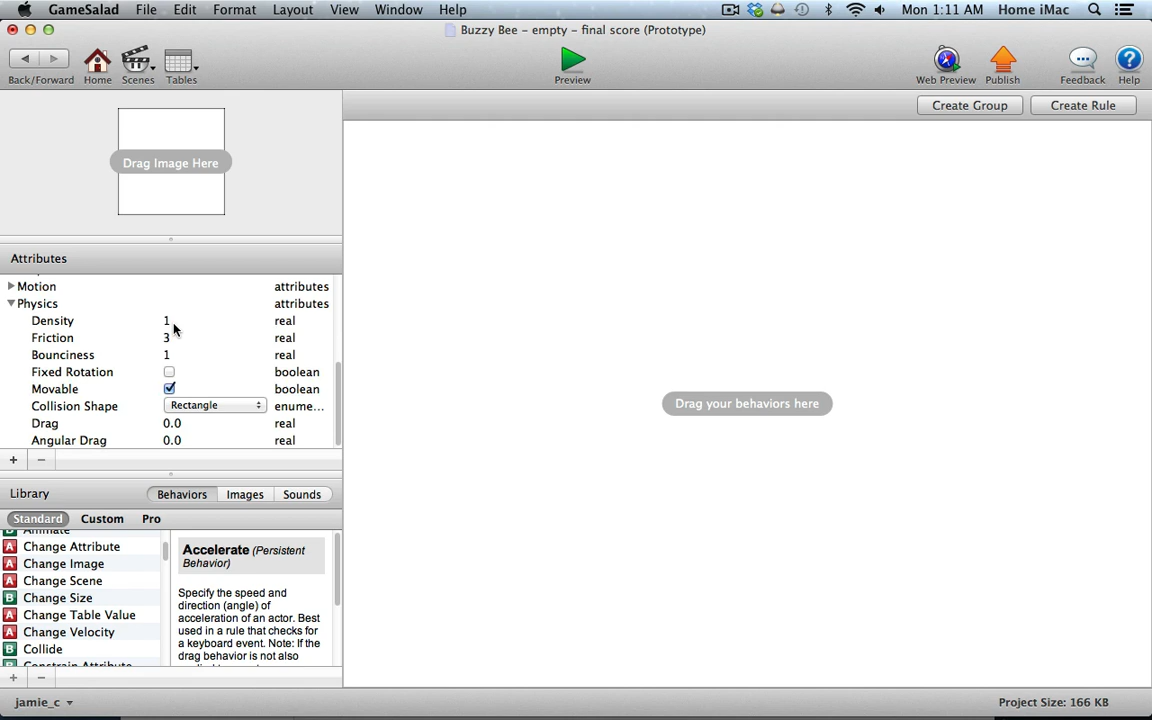 GameSalad File Edit Format Layout View Window Help Mon 1:11 AM Home iMac
Buzzy Bee – empty – final score (Prototype)
Back/Forward Home Scenes Tables Preview Web Preview Publish Feedback Help
Create Group Create Rule
Drag Image Here
Attributes
Motion attributes
Physics attributes
Density 1 real
Friction 3 real
Bounciness 1 real
Fixed Rotation boolean
Movable boolean
Collision Shape Rectangle enume...
Drag 0.0 real
Angular Drag 0.0 real
Drag your behaviors here
+ −
Library Behaviors Images Sounds
Standard Custom Pro
Animate
A Change Attribute
A Change Image
A Change Scene
B Change Size
A Change Table Value
A Change Velocity
B Collide
B Constrain Attribute
Accelerate (Persistent
Behavior)
Specify the speed and
direction (angle) of
acceleration of an actor. Best
used in a rule that checks for
a keyboard event. Note: If the
drag behavior is not also
+ −
jamie_c Project Size: 166 KB